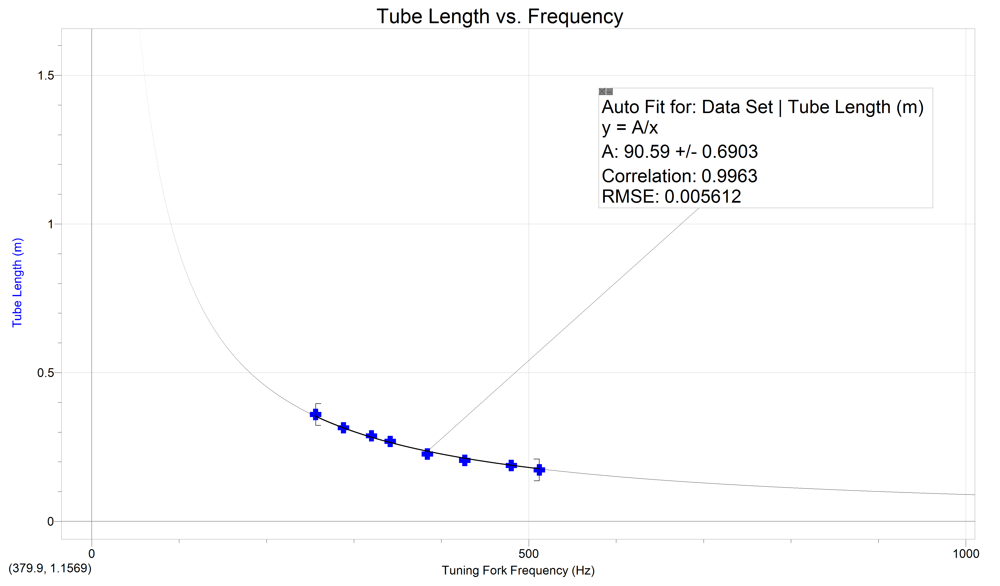 Tube Length vs. Frequency
1.5
1
0.5
0
Tube Length (m)
Auto Fit for: Data Set | Tube Length (m)
y = A/x
A: 90.59 +/- 0.6903
Correlation: 0.9963
RMSE: 0.005612
0
500
1000
(379.9, 1.1569)
Tuning Fork Frequency (Hz)